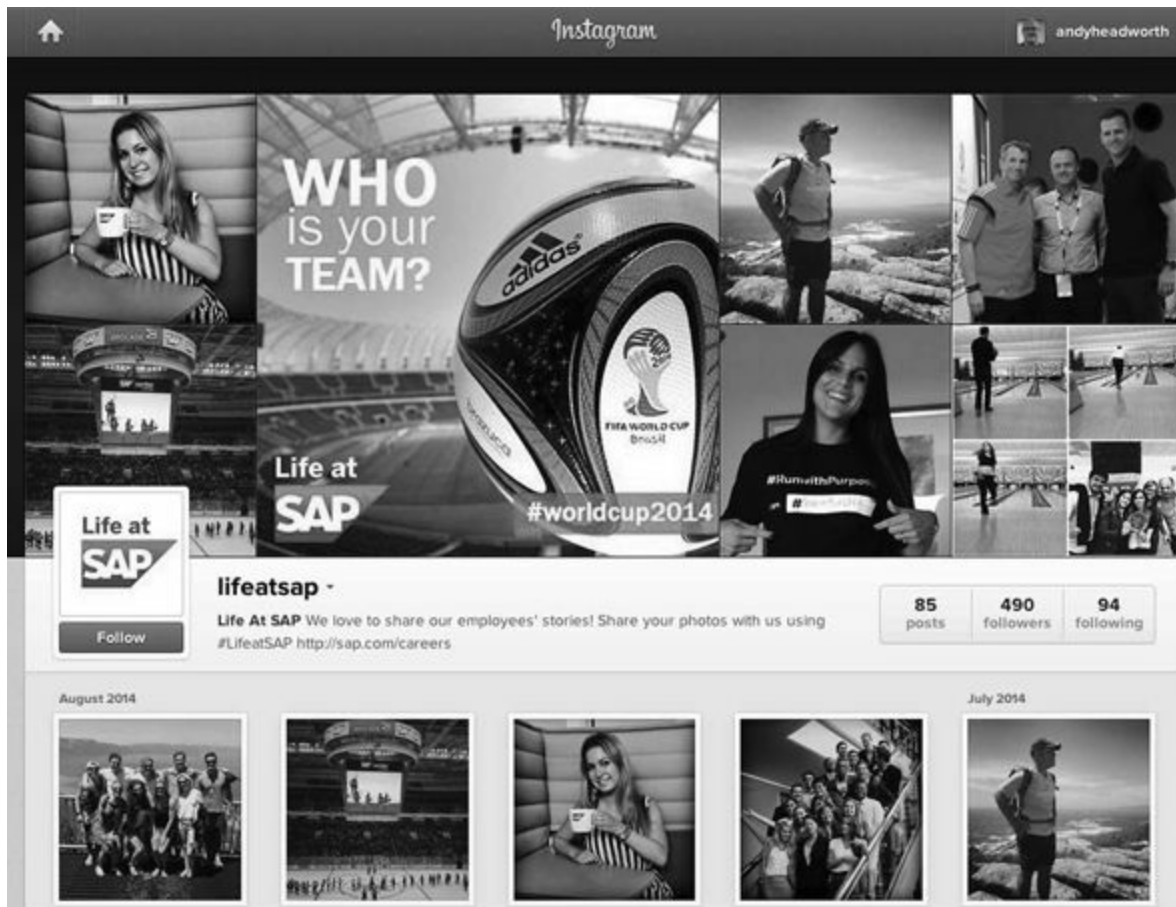 Instagram
andyheadworth
WHO
is your
TEAM?
adidas
FIFA WORLD CUP
Brasil
brazuca
Life at
SAP
#worldcup2014
#RunwithPurpose
Life at
SAP
Follow
lifeatsap
Life At SAP We love to share our employees' stories! Share your photos with us using
#LifeatSAP http://sap.com/careers
85
posts
490
followers
94
following
August 2014
July 2014